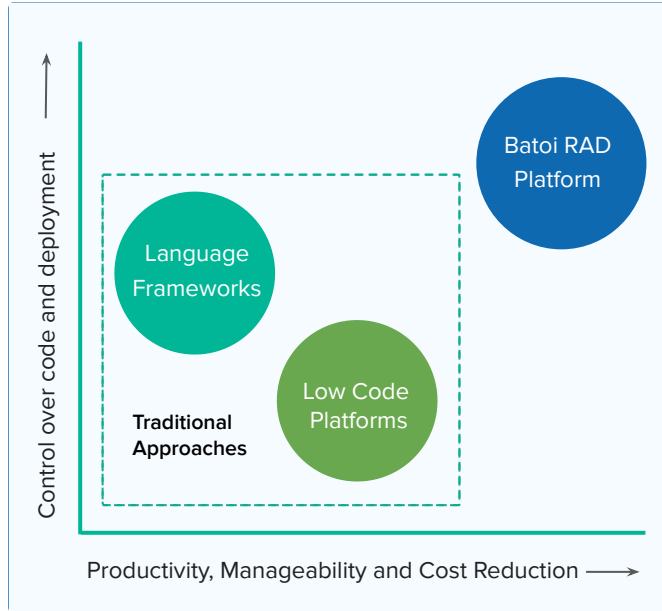 Control over code and deployment
Batoi RAD
Platform
Language
Frameworks
Low Code
Platforms
Traditional
Approaches
Productivity, Manageability and Cost Reduction